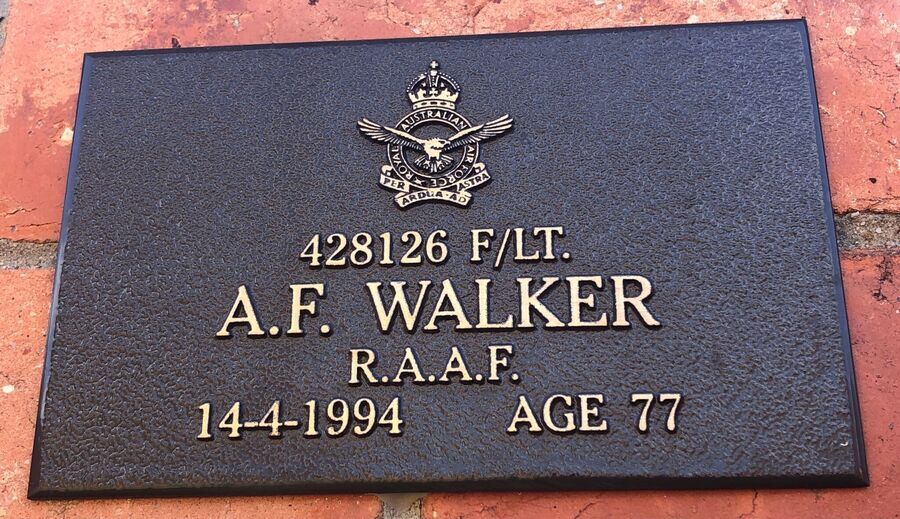 ROYAL AUSTRALIAN AIR FORCE
PER ARDUA AD ASTRA
428126 F/LT.
A.F. WALKER
R.A.A.F.
14-4-1994 AGE 77